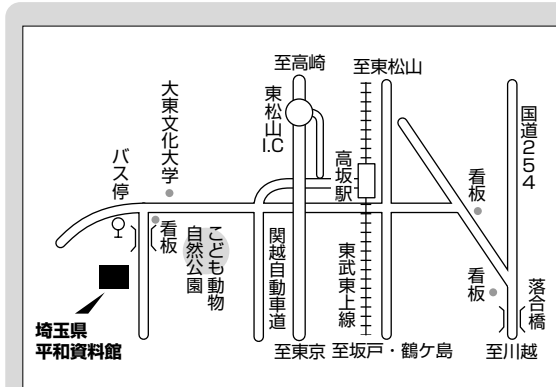 至高崎
至東松山
東松山
I.C
大東文化大学
国道254
バス停
高坂駅
看板
看板
こども動物
自然公園
関越自動車道
東武東上線
看板
落合橋
埼玉県
平和資料館
至東京
至坂戸・鶴ケ島
至川越